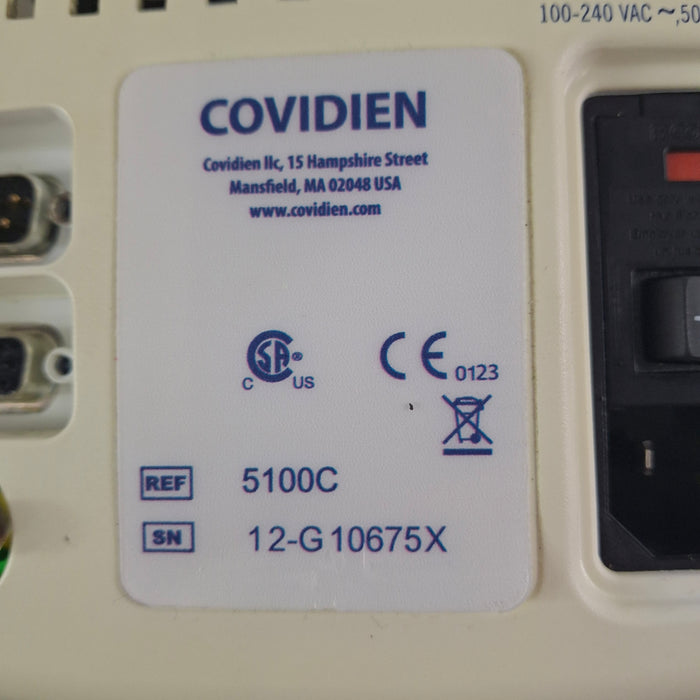 100-240 VAC ~,50
COVIDIEN
Covidien llc, 15 Hampshire Street
Mansfield, MA 02048 USA
www.covidien.com
CSA®
C US
CE 0123
REF 5100C
SN 12-G10675X